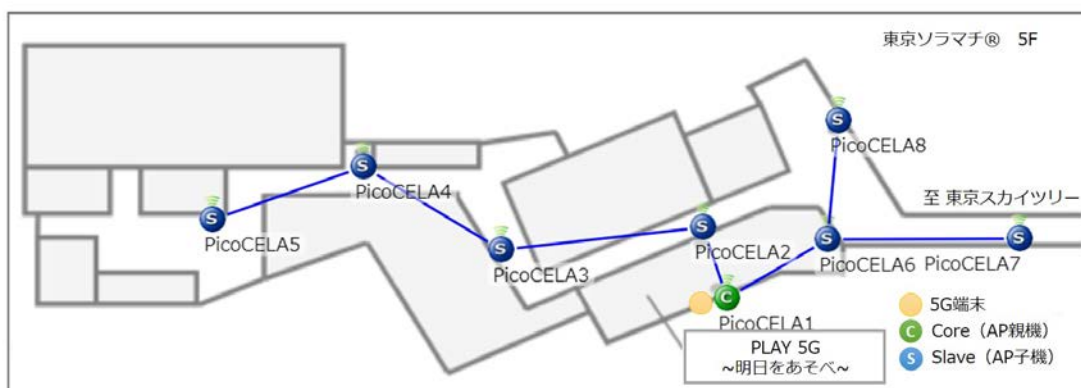 東京ソラマチ® 5F
PicoCELA8
PicoCELA4
至 東京スカイツリー
PicoCELA5
PicoCELA3
PicoCELA2
PicoCELA6
PicoCELA7
PicoCELA1
PLAY 5G
~明日をあそべ~
5G端末
C Core（AP親機）
S Slave（AP子機）
S
S
S
S
S
S
S
C